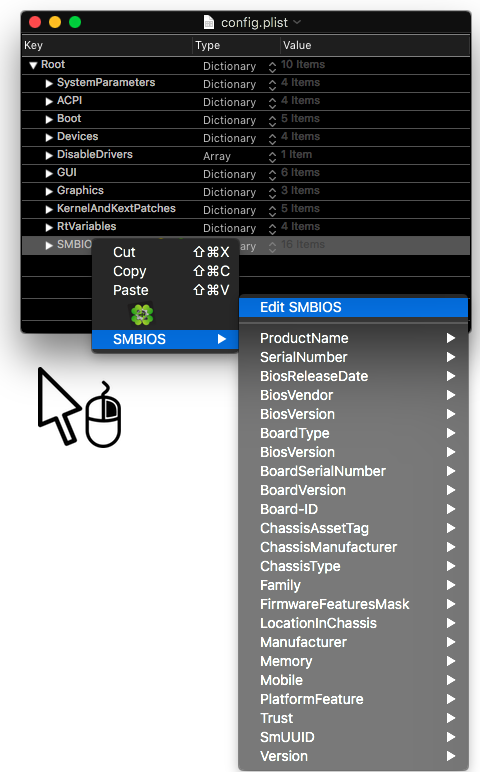 config.plist
Key Type Value
Root Dictionary 10 Items
SystemParameters Dictionary 4 Items
ACPI Dictionary 4 Items
Boot Dictionary 5 Items
Devices Dictionary 4 Items
DisableDrivers Array 1 Item
GUI Dictionary 6 Items
Graphics Dictionary 3 Items
KernelAndKextPatches Dictionary 5 Items
RtVariables Dictionary 4 Items
SMBIO ary 16 Items
Cut ⇧⌘X
Copy ⇧⌘C
Paste ⇧⌘V
SMBIOS
Edit SMBIOS
ProductName
SerialNumber
BiosReleaseDate
BiosVendor
BiosVersion
BoardType
BiosVersion
BoardSerialNumber
BoardVersion
Board-ID
ChassisAssetTag
ChassisManufacturer
ChassisType
Family
FirmwareFeaturesMask
LocationInChassis
Manufacturer
Memory
Mobile
PlatformFeature
Trust
SmUUID
Version